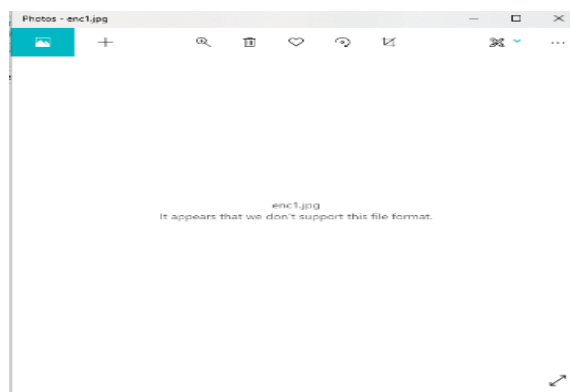 Photos - enc1.jpg
enc1.jpg
It appears that we don't support this file format.